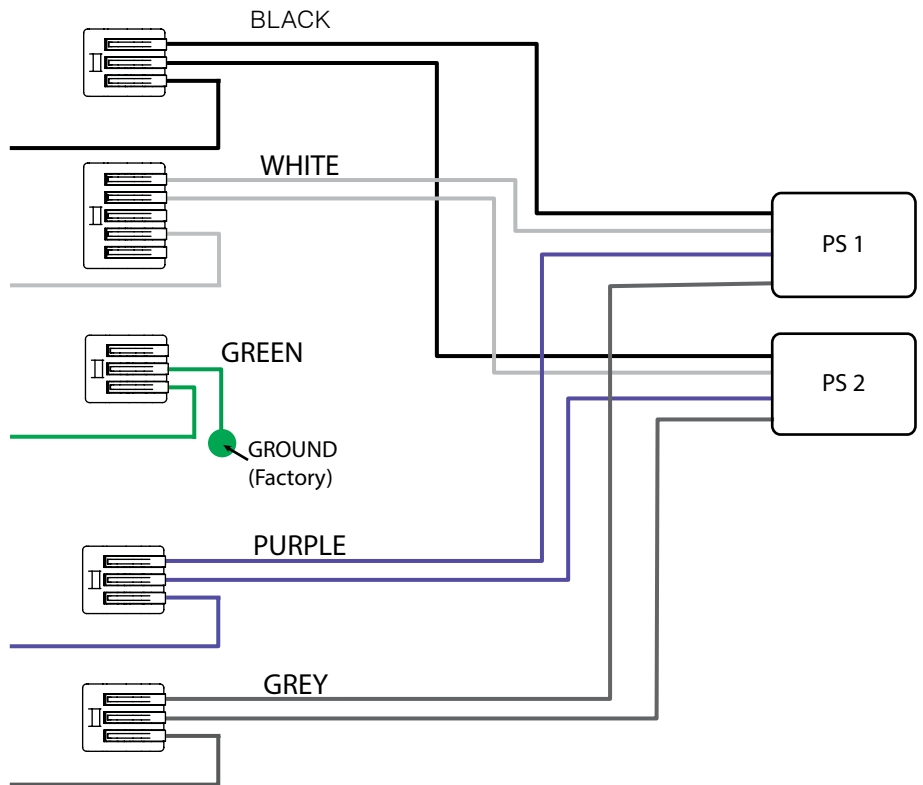 BLACK
WHITE
PS 1
GREEN
PS 2
GROUND
(Factory)
PURPLE
GREY